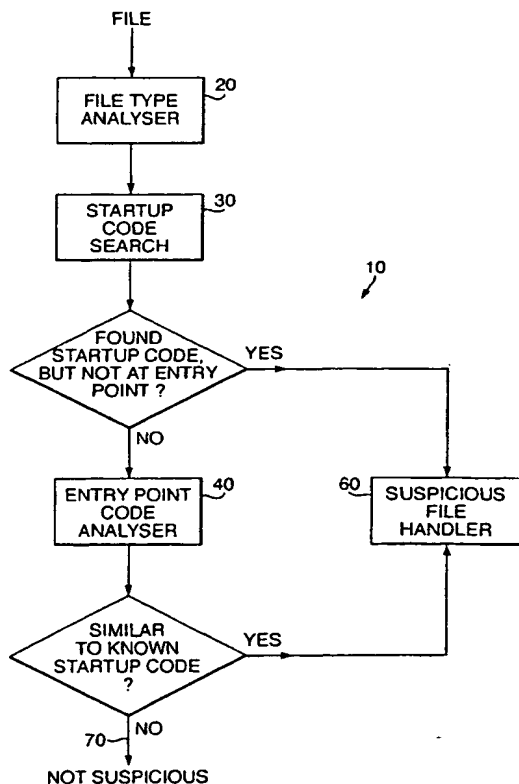 FILE
20
FILE TYPE
ANALYSER
30
STARTUP
CODE
SEARCH
10
FOUND
STARTUP CODE,
BUT NOT AT ENTRY
POINT ?
YES
NO
40
ENTRY POINT
CODE
ANALYSER
60
SUSPICIOUS
FILE
HANDLER
SIMILAR
TO KNOWN
STARTUP CODE
?
YES
70
NO
NOT SUSPICIOUS